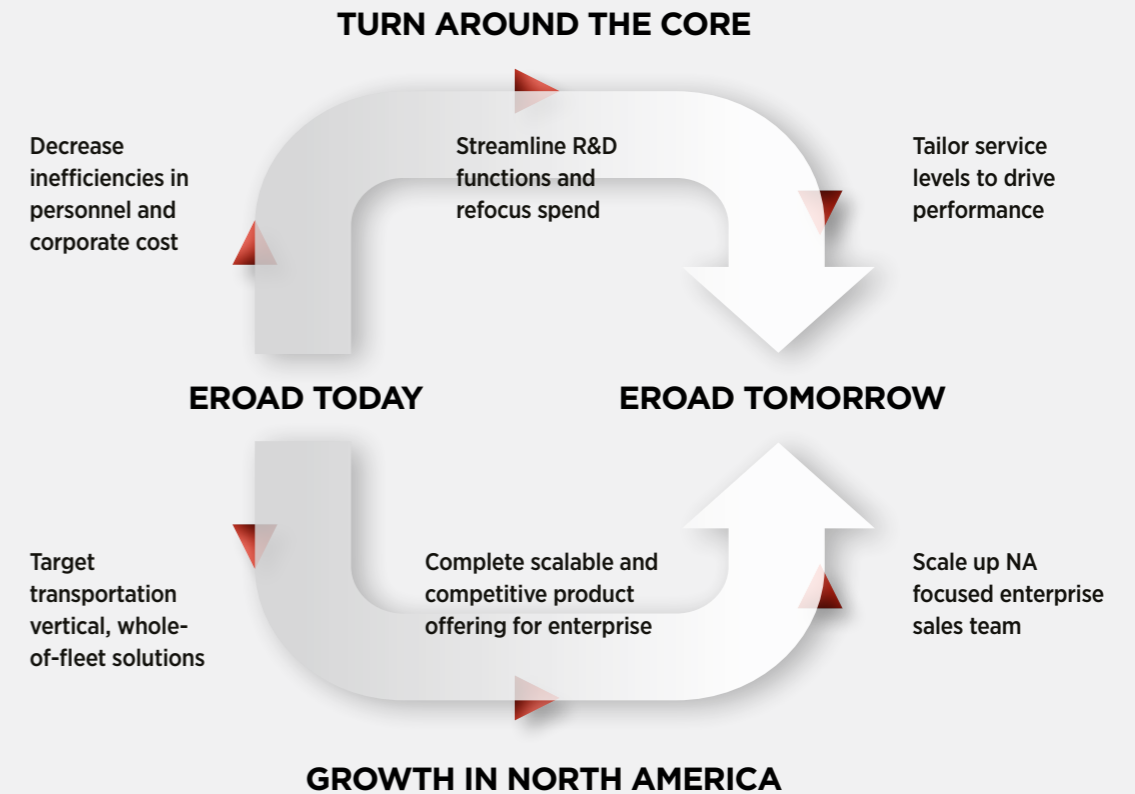 TURN AROUND THE CORE
Decrease
inefficiencies in
personnel and
corporate cost
Streamline R&D
functions and
refocus spend
Tailor service
levels to drive
performance
EROAD TODAY
EROAD TOMORROW
Target
transportation
vertical, whole-
of-fleet solutions
Complete scalable and
competitive product
offering for enterprise
Scale up NA
focused enterprise
sales team
GROWTH IN NORTH AMERICA